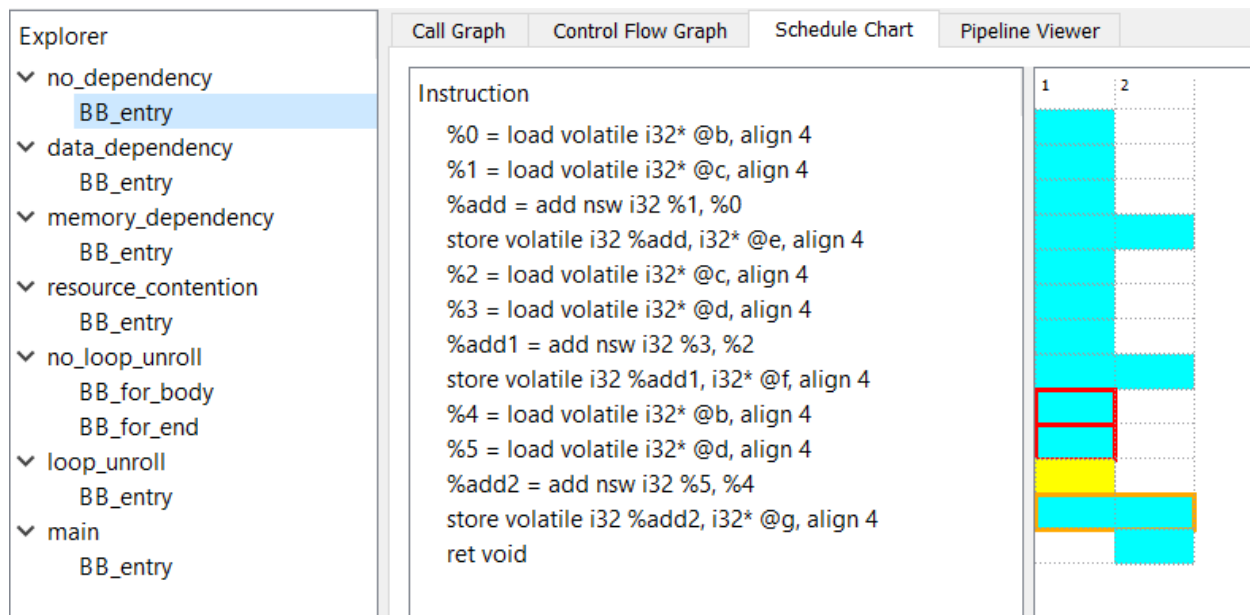 Explorer
no_dependency
BB_entry
data_dependency
BB_entry
memory_dependency
BB_entry
resource_contention
BB_entry
no_loop_unroll
BB_for_body
BB_for_end
loop_unroll
BB_entry
main
BB_entry
Call Graph Control Flow Graph Schedule Chart Pipeline Viewer
Instruction
%0 = load volatile i32* @b, align 4
%1 = load volatile i32* @c, align 4
%add = add nsw i32 %1, %0
store volatile i32 %add, i32* @e, align 4
%2 = load volatile i32* @c, align 4
%3 = load volatile i32* @d, align 4
%add1 = add nsw i32 %3, %2
store volatile i32 %add1, i32* @f, align 4
%4 = load volatile i32* @b, align 4
%5 = load volatile i32* @d, align 4
%add2 = add nsw i32 %5, %4
store volatile i32 %add2, i32* @g, align 4
ret void
1 2